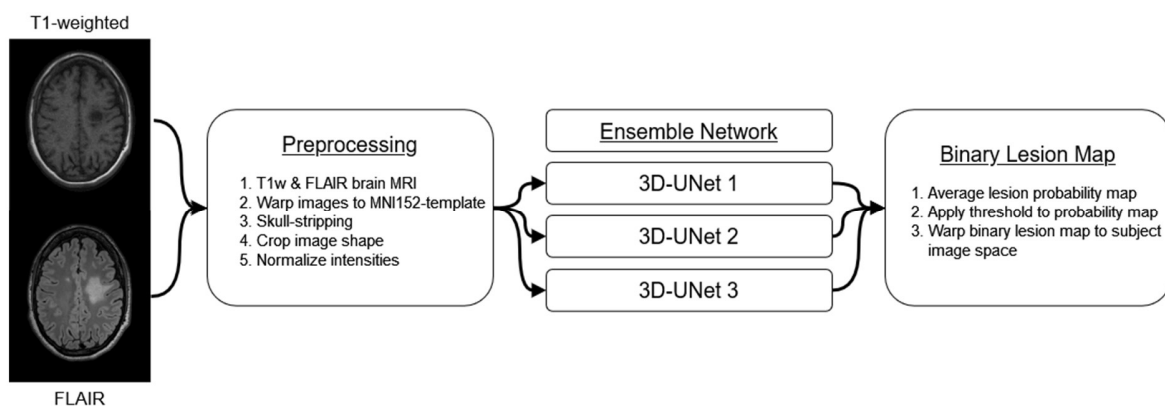 T1-weighted
FLAIR
Preprocessing
1. T1w & FLAIR brain MRI
2. Warp images to MNI152-template
3. Skull-stripping
4. Crop image shape
5. Normalize intensities
Ensemble Network
3D-UNet 1
3D-UNet 2
3D-UNet 3
Binary Lesion Map
1. Average lesion probability map
2. Apply threshold to probability map
3. Warp binary lesion map to subject
image space